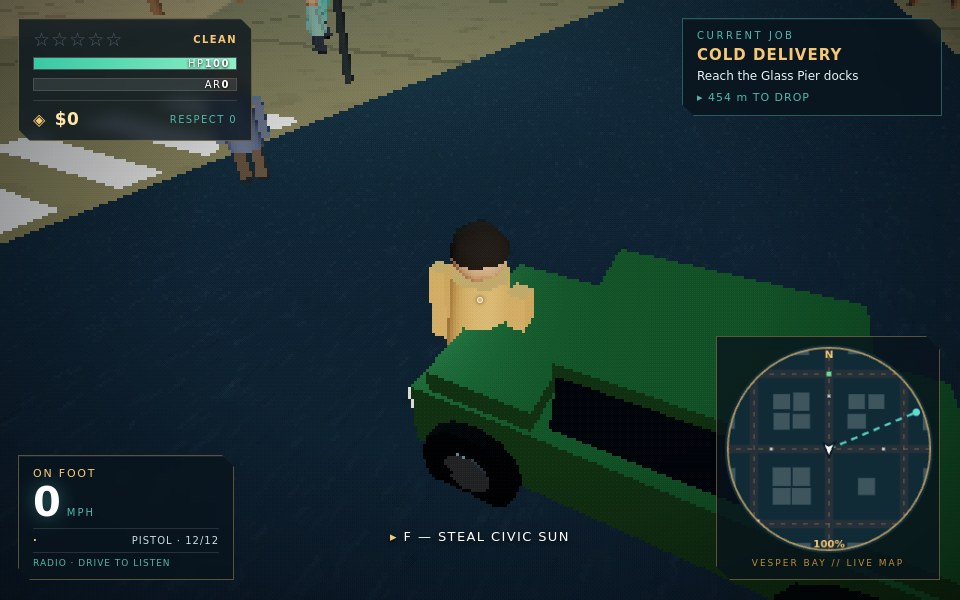 ☆☆☆☆☆ CLEAN
HP100
AR0
◈ $0 RESPECT 0
CURRENT JOB
COLD DELIVERY
Reach the Glass Pier docks
▸ 454 m TO DROP
ON FOOT
0 MPH
· PISTOL · 12/12
RADIO · DRIVE TO LISTEN
▸ F — STEAL CIVIC SUN
N
100%
VESPER BAY // LIVE MAP